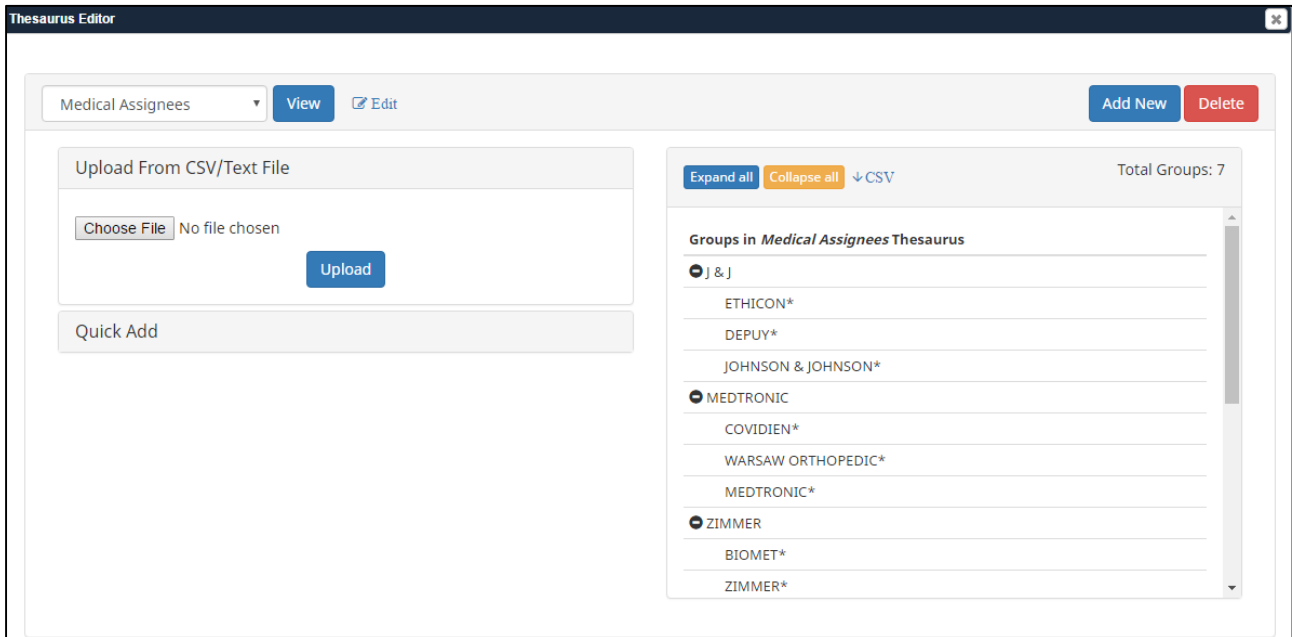 Thesaurus Editor
Medical Assignees View Edit Add New Delete
Upload From CSV/Text File
Choose File No file chosen
Upload
Quick Add
Expand all Collapse all CSV Total Groups: 7
Groups in Medical Assignees Thesaurus
J & J
ETHICON*
DEPUY*
JOHNSON & JOHNSON*
MEDTRONIC
COVIDIEN*
WARSAW ORTHOPEDIC*
MEDTRONIC*
ZIMMER
BIOMET*
ZIMMER*